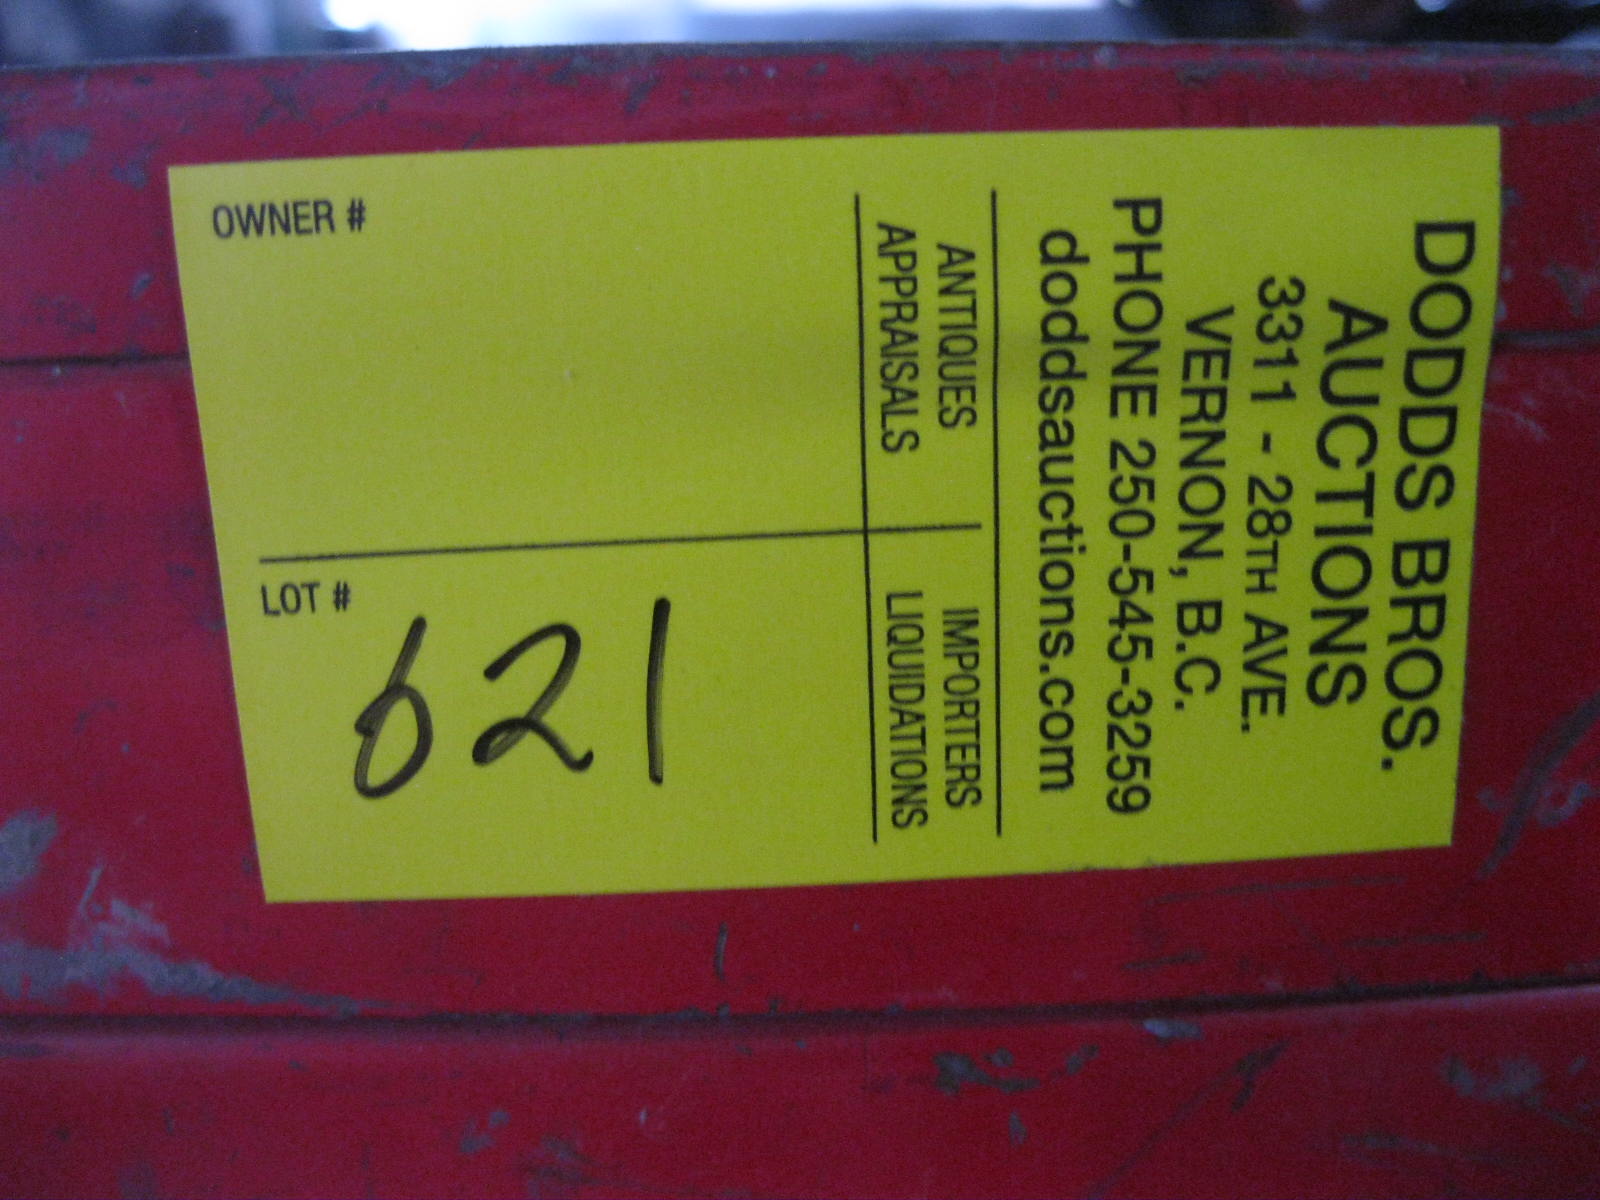 DODDS BROS.
AUCTIONS
3311 - 28TH AVE.
VERNON, B.C.
PHONE 250-545-3259
doddsauctions.com
ANTIQUES
APPRAISALS
IMPORTERS
LIQUIDATIONS
OWNER #
LOT #
621